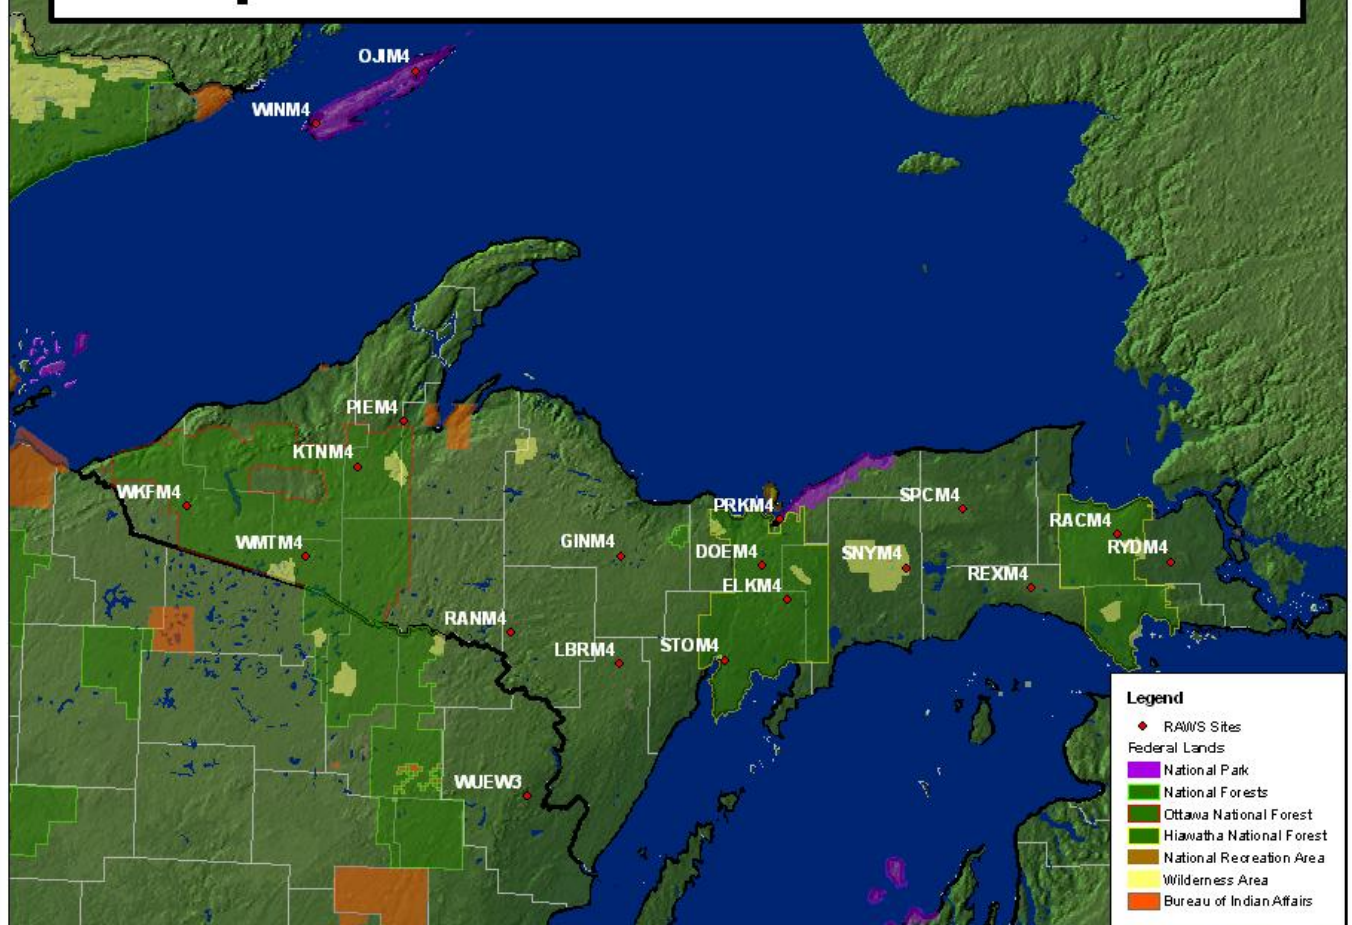 OJIM4
WINM4
PIEM4
KTNM4
WKFM4
WMTM4
GINM4
PRKM4
SPCM4
RACM4
DOEM4
SNYM4
RYDM4
REXM4
ELKM4
RANM4
LBRM4
STOM4
WUEW3
Legend
RAWS Sites
Federal Lands
National Park
National Forests
Ottawa National Forest
Hiawatha National Forest
National Recreation Area
Wilderness Area
Bureau of Indian Affairs